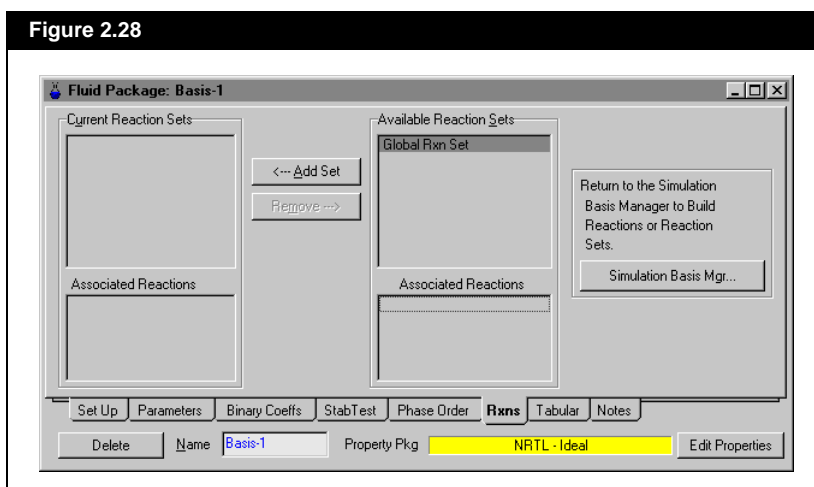 Figure 2.28
Fluid Package: Basis-1
Current Reaction Sets
Available Reaction Sets
Global Rxn Set
<--- Add Set
Remove --->
Return to the Simulation
Basis Manager to Build
Reactions or Reaction
Sets.
Simulation Basis Mgr...
Associated Reactions
Associated Reactions
Set Up Parameters Binary Coeffs StabTest Phase Order Rxns Tabular Notes
Delete Name Basis-1 Property Pkg NRTL - Ideal Edit Properties